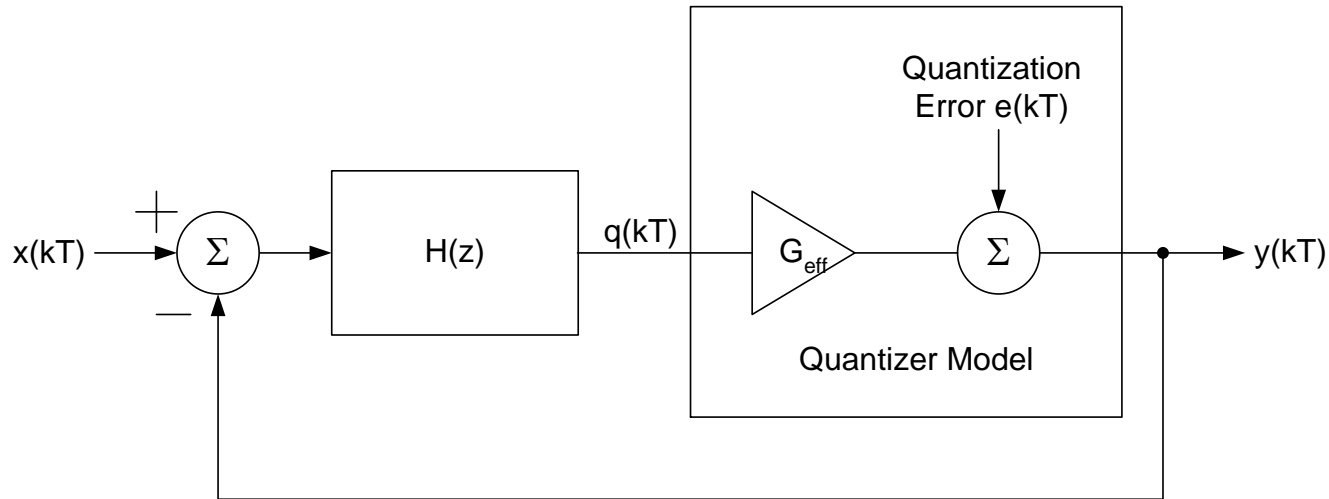 Quantization
Error e(kT)
+
x(kT)
Σ
H(z)
q(kT)
G_eff
Σ
y(kT)
—
Quantizer Model